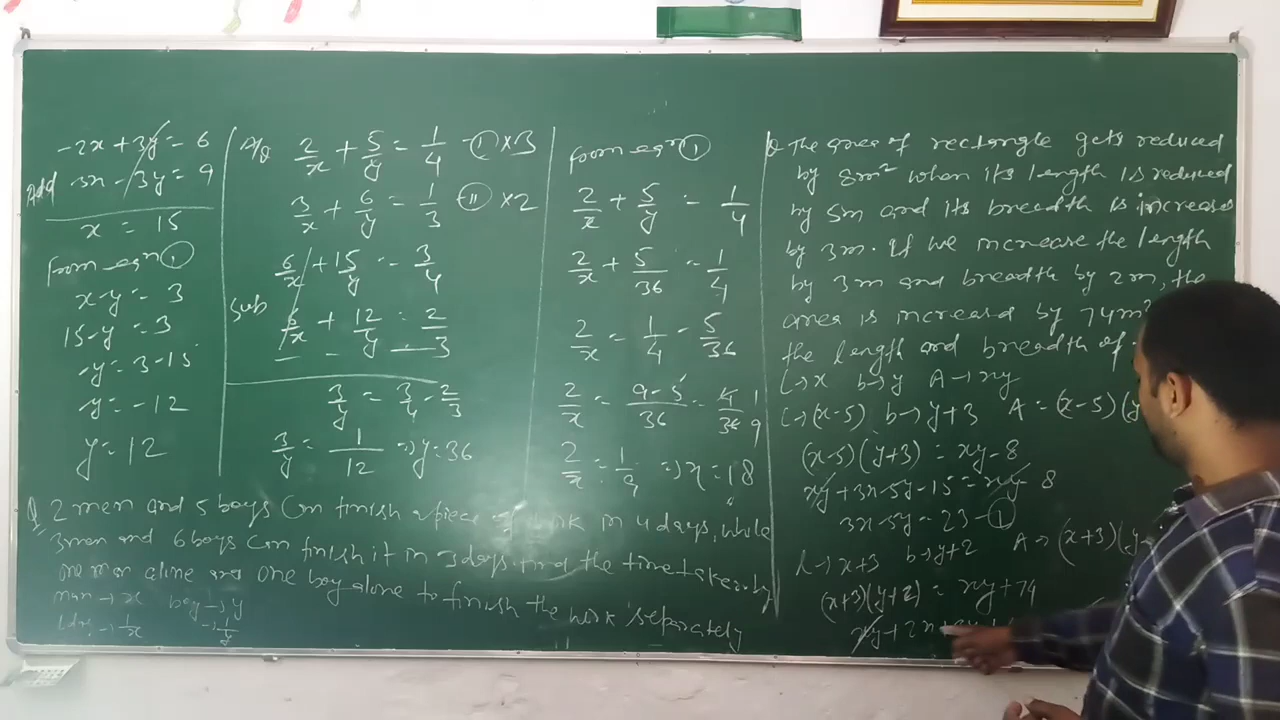 -2x + 3y = 6
Add 3x - 3y = 9
x = 15
from eqn ①
x-y = 3
15-y = 3
-y = 3-15
-y = -12
y = 12
A/Q 2/x + 5/y = 1/4 -① ×3
3/x + 6/y = 1/3 -⑪ ×2
6/x + 15/y = 3/4
Sub 6/x + 12/y = 2/3
- - -
3/y = 3/4 - 2/3
3/y = 1/12 => y = 36
from eqn ①
2/x + 5/y = 1/4
2/x + 5/36 = 1/4
2/x = 1/4 - 5/36
2/x = 9-5/36 = 4/36 1 9
2/x = 1/9 => x = 18
Q 2 men and 5 boys can finish a piece of work in 4 days, while
3 men and 6 boys can finish it in 3 days. find the time taken by
one man alone and one boy alone to finish the work separately
man → x boy → y
1 day → 1/x → 1/y
Q The area of rectangle gets reduced
by 8m² when its length is reduced
by 5m and its breadth is increased
by 3m. If we increase the length
by 3m and breadth by 2m, the
area is increased by 74m²
the length and breadth of
l → x b → y A → xy
l → (x-5) b → y+3 A = (x-5)(y
(x-5)(y+3) = xy-8
xy + 3x - 5y - 15 = xy - 8
3x - 5y = 23 - ①
l → x+3 b → y+2 A → (x+3)(y
(x+3)(y+2) = xy + 74
xy + 2x +